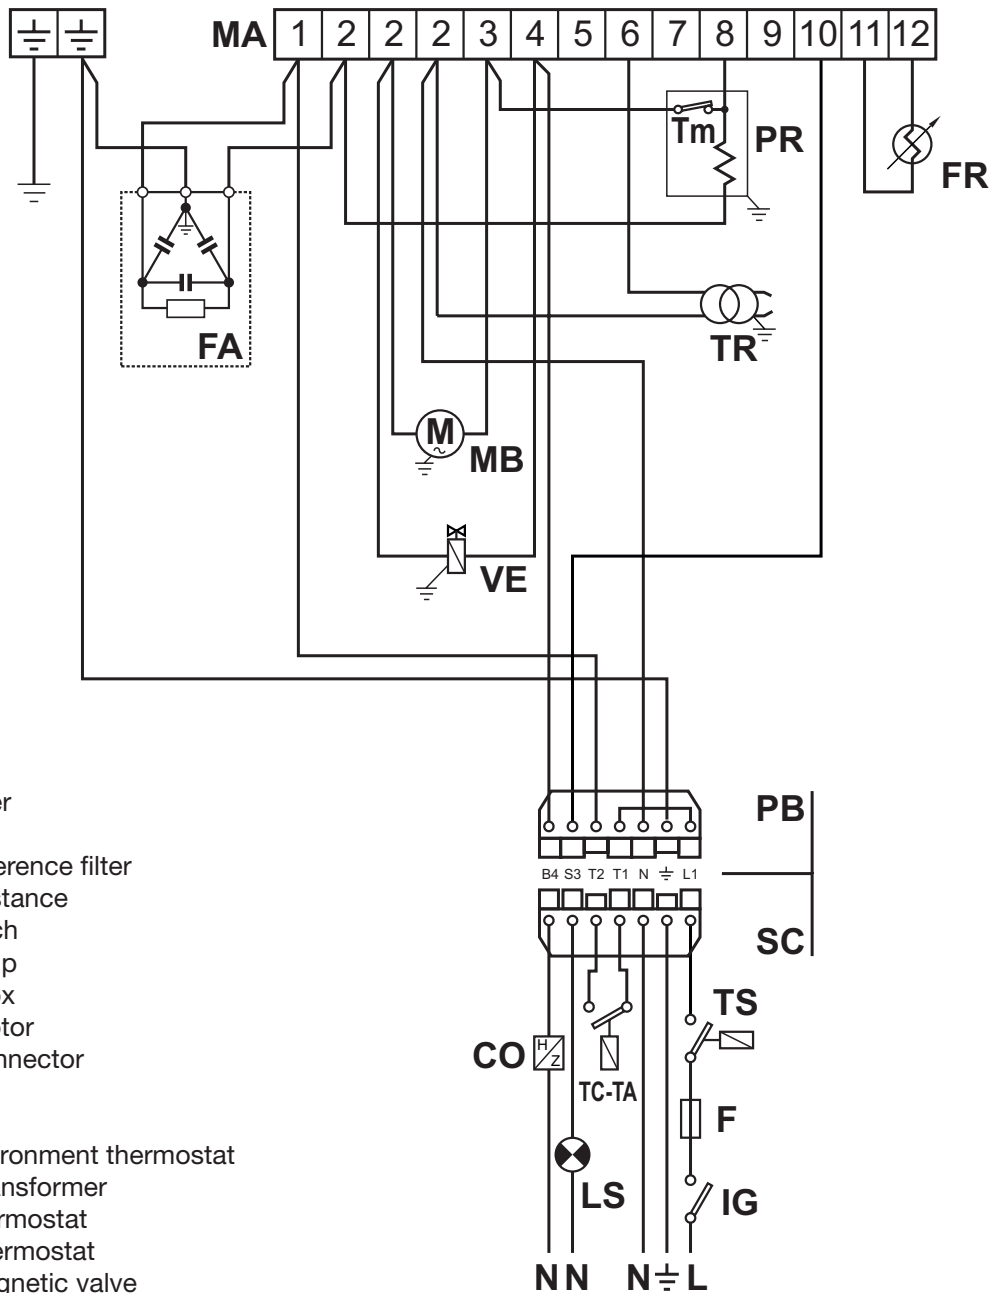 MA 1 2 2 2 3 4 5 6 7 8 9 10 11 12
Tm
PR
FR
FA
TR
M
MB
VE
er
PB
erence filter
stance
B4 S3 T2 T1 N L1
ch
SC
p
ox
TS
tor
H
Z
CO
nnector
TC-TA
F
ronment thermostat
ansformer
LS
IG
rmostat
ermostat
gnetic valve
N N N L